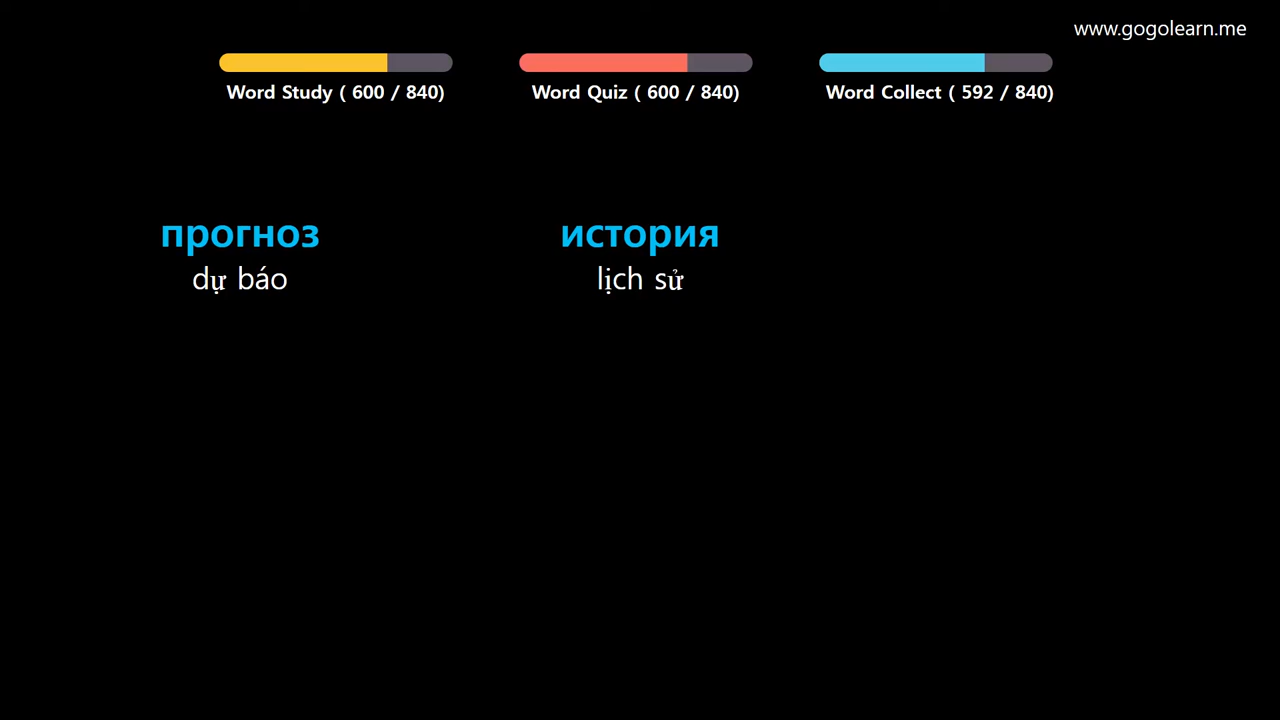 www.gogolearn.me
Word Study ( 600 / 840)
Word Quiz ( 600 / 840)
Word Collect ( 592 / 840)
прогноз
dự báo
история
lịch sử